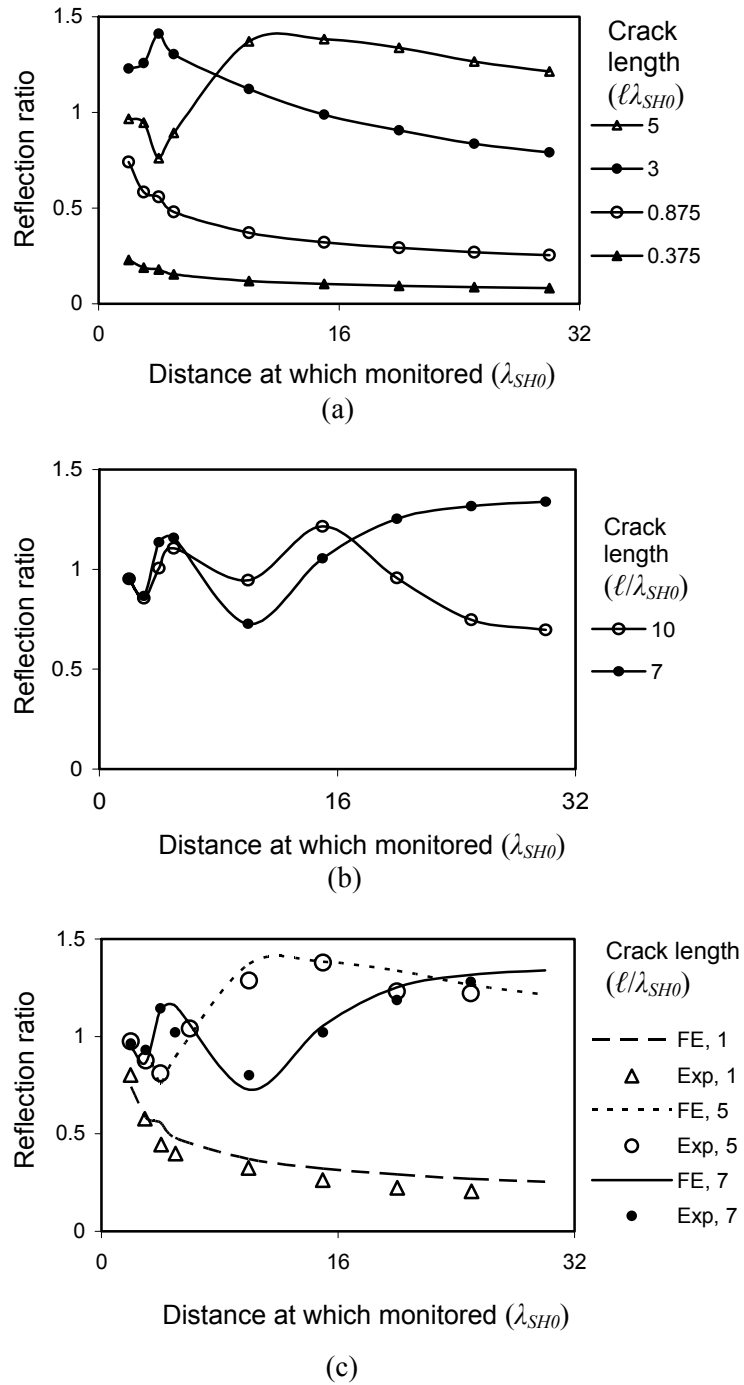 1.5
1
0.5
0
0
16
32
Reflection ratio
Distance at which monitored (λSH0)
Crack
length
(ℓλSH0)
5
3
0.875
0.375
(a)
1.5
1
0.5
0
0
16
32
Reflection ratio
Distance at which monitored (λSH0)
Crack
length
(ℓ/λSH0)
10
7
(b)
1.5
1
0.5
0
0
16
32
Reflection ratio
Distance at which monitored (λSH0)
Crack length
(ℓ/λSH0)
FE, 1
Exp, 1
FE, 5
Exp, 5
FE, 7
Exp, 7
(c)